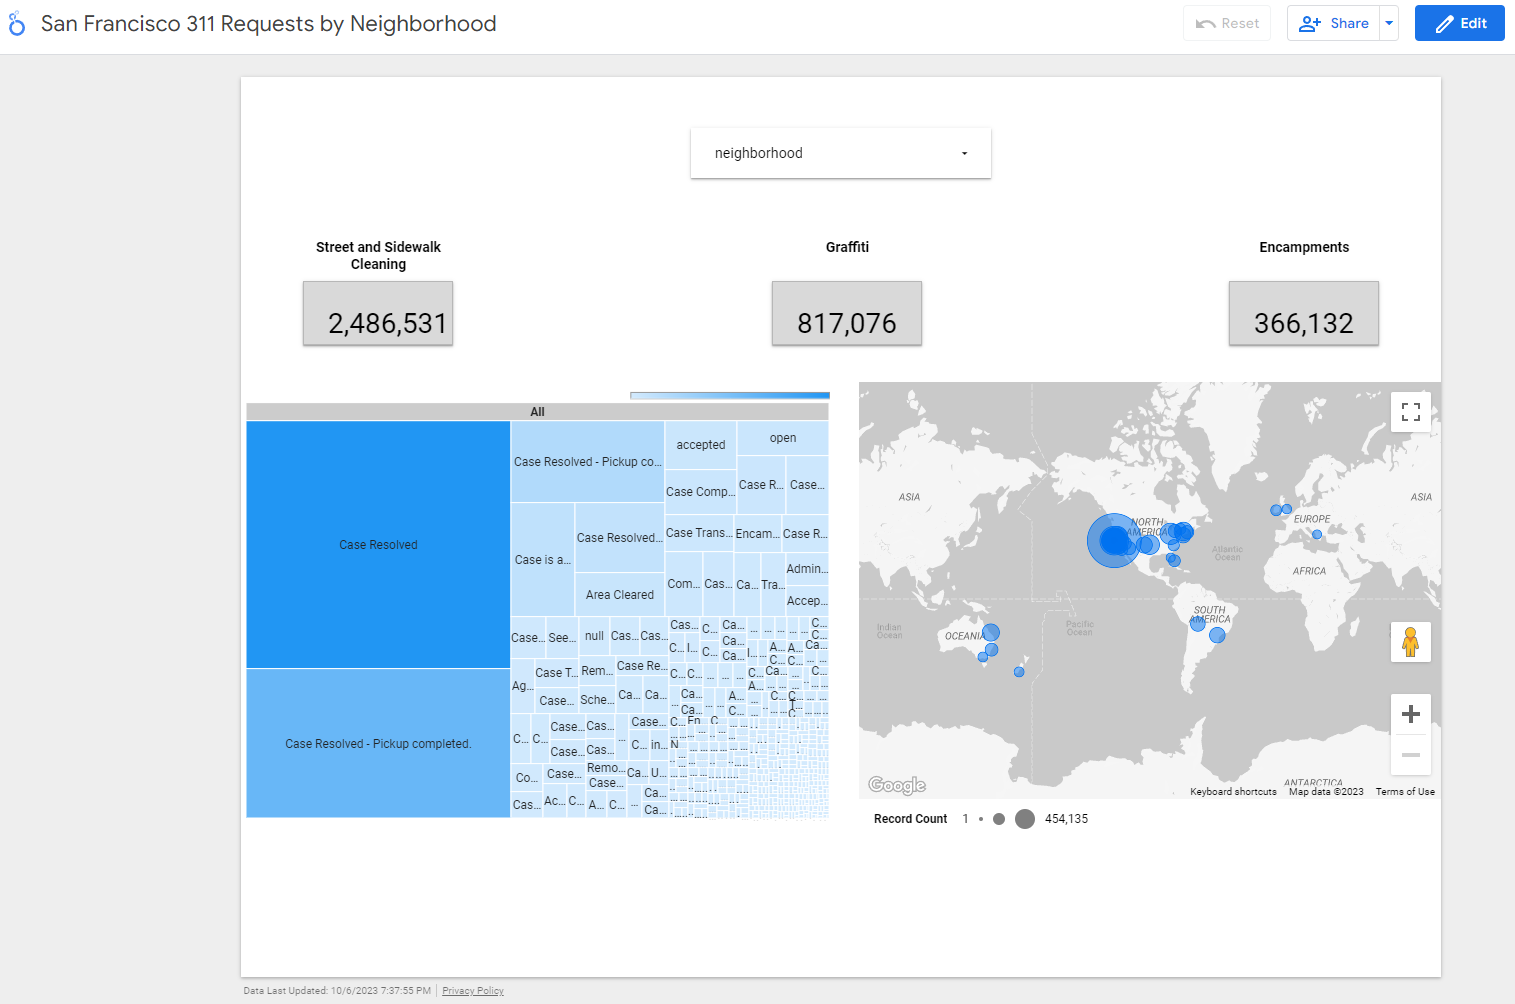 San Francisco 311 Requests by Neighborhood
Reset
Share
Edit
neighborhood
Street and Sidewalk
Cleaning
2,486,531
Graffiti
817,076
Encampments
366,132
All
Case Resolved
Case Resolved - Pickup completed.
Case Resolved - Pickup co...
accepted
open
Case Comp...
Case R...
Case...
Case is a...
Case Resolved...
Area Cleared
Case Trans...
Encam...
Case R...
Com...
Cas...
Ca...
Tra...
Admin...
Accep...
Case...
See...
null
Cas...
Cas...
Ag...
Case T...
Case...
Rem...
Case Re...
Sche...
Ca...
Ca...
C...
C...
Case...
Cas...
Case...
Case...
Cas...
C...
in...
Co...
Case...
Remo...
Case...
Ca...
U...
Cas...
Ac...
C...
A...
C...
...
Ca...
Ca...
ASIA
NORTH
AMERICA
EUROPE
ASIA
Atlantic
Ocean
AFRICA
SOUTH
AMERICA
Indian
Ocean
OCEANIA
Pacific
Ocean
ANTARCTICA
Google
Keyboard shortcuts
Map data ©2023
Terms of Use
Record Count 1 454,135
Data Last Updated: 10/6/2023 7:37:55 PM
Privacy Policy